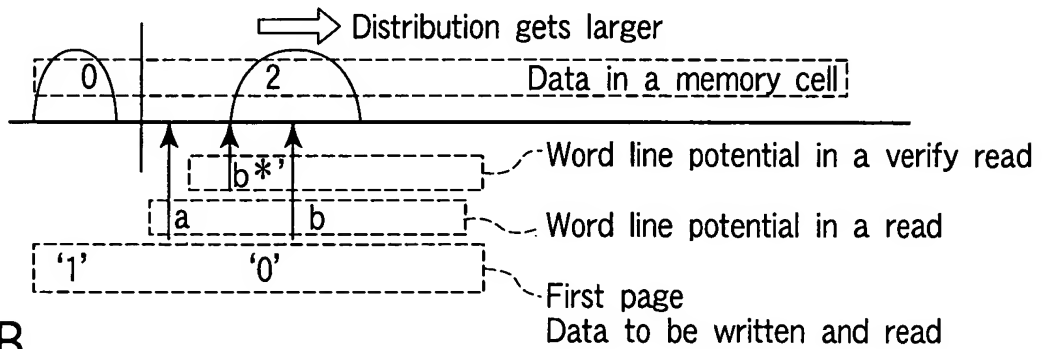 Distribution gets larger
0 2 Data in a memory cell
b*' Word line potential in a verify read
a b Word line potential in a read
‘1’ ‘0’
First page
Data to be written and read
B